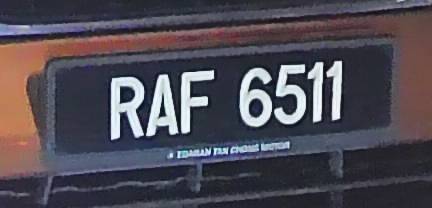 RAF 6511
EDARAN TAN CHONG MOTOR